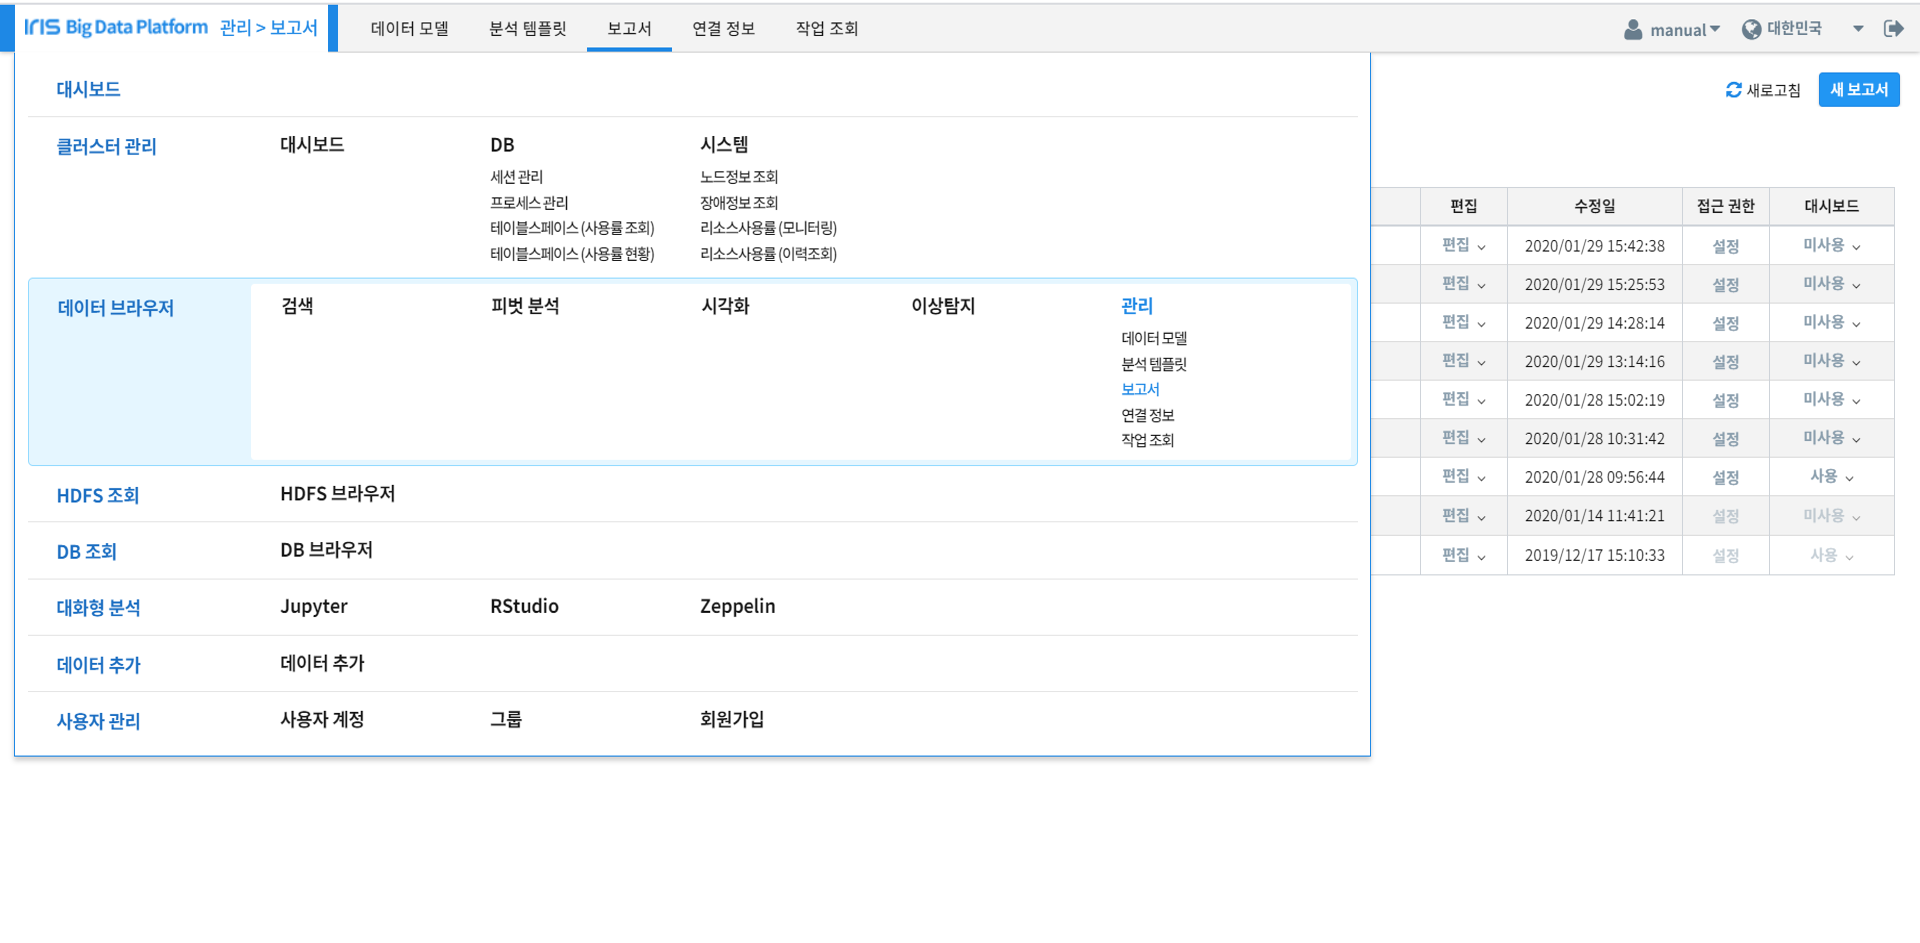 IRIS Big Data Platform 관리 > 보고서 데이터 모델 분석 템플릿 보고서 연결 정보 작업 조회 manual 대한민국
대시보드
새로고침 새 보고서
클러스터 관리 대시보드 DB 시스템
세션 관리 노드정보 조회
프로세스 관리 장애정보 조회
테이블스페이스 (사용률 조회) 리소스사용률 (모니터링)
테이블스페이스 (사용률 현황) 리소스사용률 (이력조회)
데이터 브라우저 검색 피벗 분석 시각화 이상탐지 관리
데이터 모델
분석 템플릿
보고서
연결 정보
작업 조회
HDFS 조회 HDFS 브라우저
DB 조회 DB 브라우저
대화형 분석 Jupyter RStudio Zeppelin
데이터 추가 데이터 추가
사용자 관리 사용자 계정 그룹 회원가입
편집 수정일 접근 권한 대시보드
편집 2020/01/29 15:42:38 설정 미사용
편집 2020/01/29 15:25:53 설정 미사용
편집 2020/01/29 14:28:14 설정 미사용
편집 2020/01/29 13:14:16 설정 미사용
편집 2020/01/28 15:02:19 설정 미사용
편집 2020/01/28 10:31:42 설정 미사용
편집 2020/01/28 09:56:44 설정 사용
편집 2020/01/14 11:41:21 설정 미사용
편집 2019/12/17 15:10:33 설정 사용